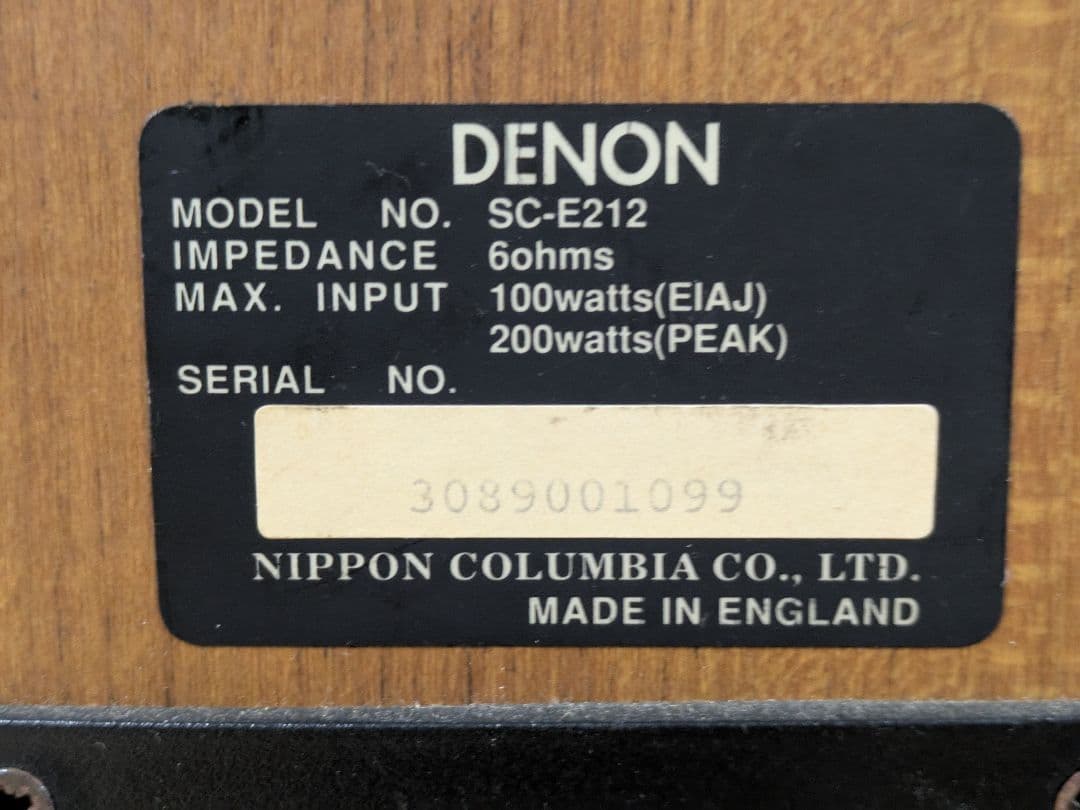 DENON
MODEL NO. SC-E212
IMPEDANCE 6ohms
MAX. INPUT 100watts(EIAJ)
200watts(PEAK)
SERIAL NO.
3089001099
NIPPON COLUMBIA CO., LTD.
MADE IN ENGLAND